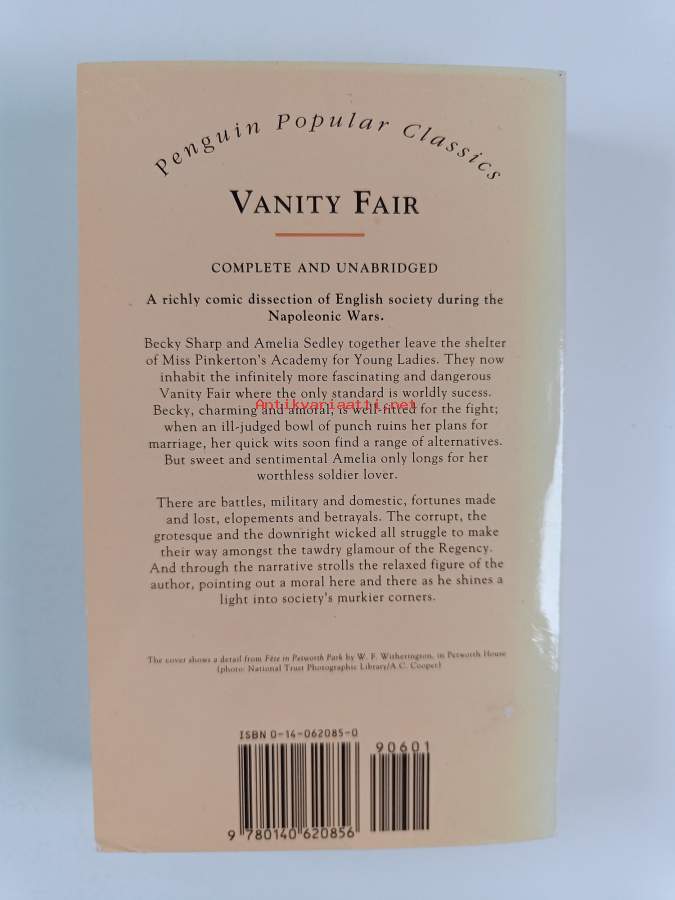 Penguin Popular Classics
VANITY FAIR
COMPLETE AND UNABRIDGED
A richly comic dissection of English society during the
Napoleonic Wars.
Becky Sharp and Amelia Sedley together leave the shelter
of Miss Pinkerton's Academy for Young Ladies. They now
inhabit the infinitely more fascinating and dangerous
Vanity Fair where the only standard is worldly sucess.
Antikvariaatti.net
Becky, charming and amoral, is well-fitted for the fight;
when an ill-judged bowl of punch ruins her plans for
marriage, her quick wits soon find a range of alternatives.
But sweet and sentimental Amelia only longs for her
worthless soldier lover.
There are battles, military and domestic, fortunes made
and lost, elopements and betrayals. The corrupt, the
grotesque and the downright wicked all struggle to make
their way amongst the tawdry glamour of the Regency.
And through the narrative strolls the relaxed figure of the
author, pointing out a moral here and there as he shines a
light into society's murkier corners.
The cover shows a detail from Fête in Petworth Park by W. F. Witherington, in Petworth House
(photo: National Trust Photographic Library/A.C. Cooper)
ISBN 0-14-062085-0
90601
9 780140 620856